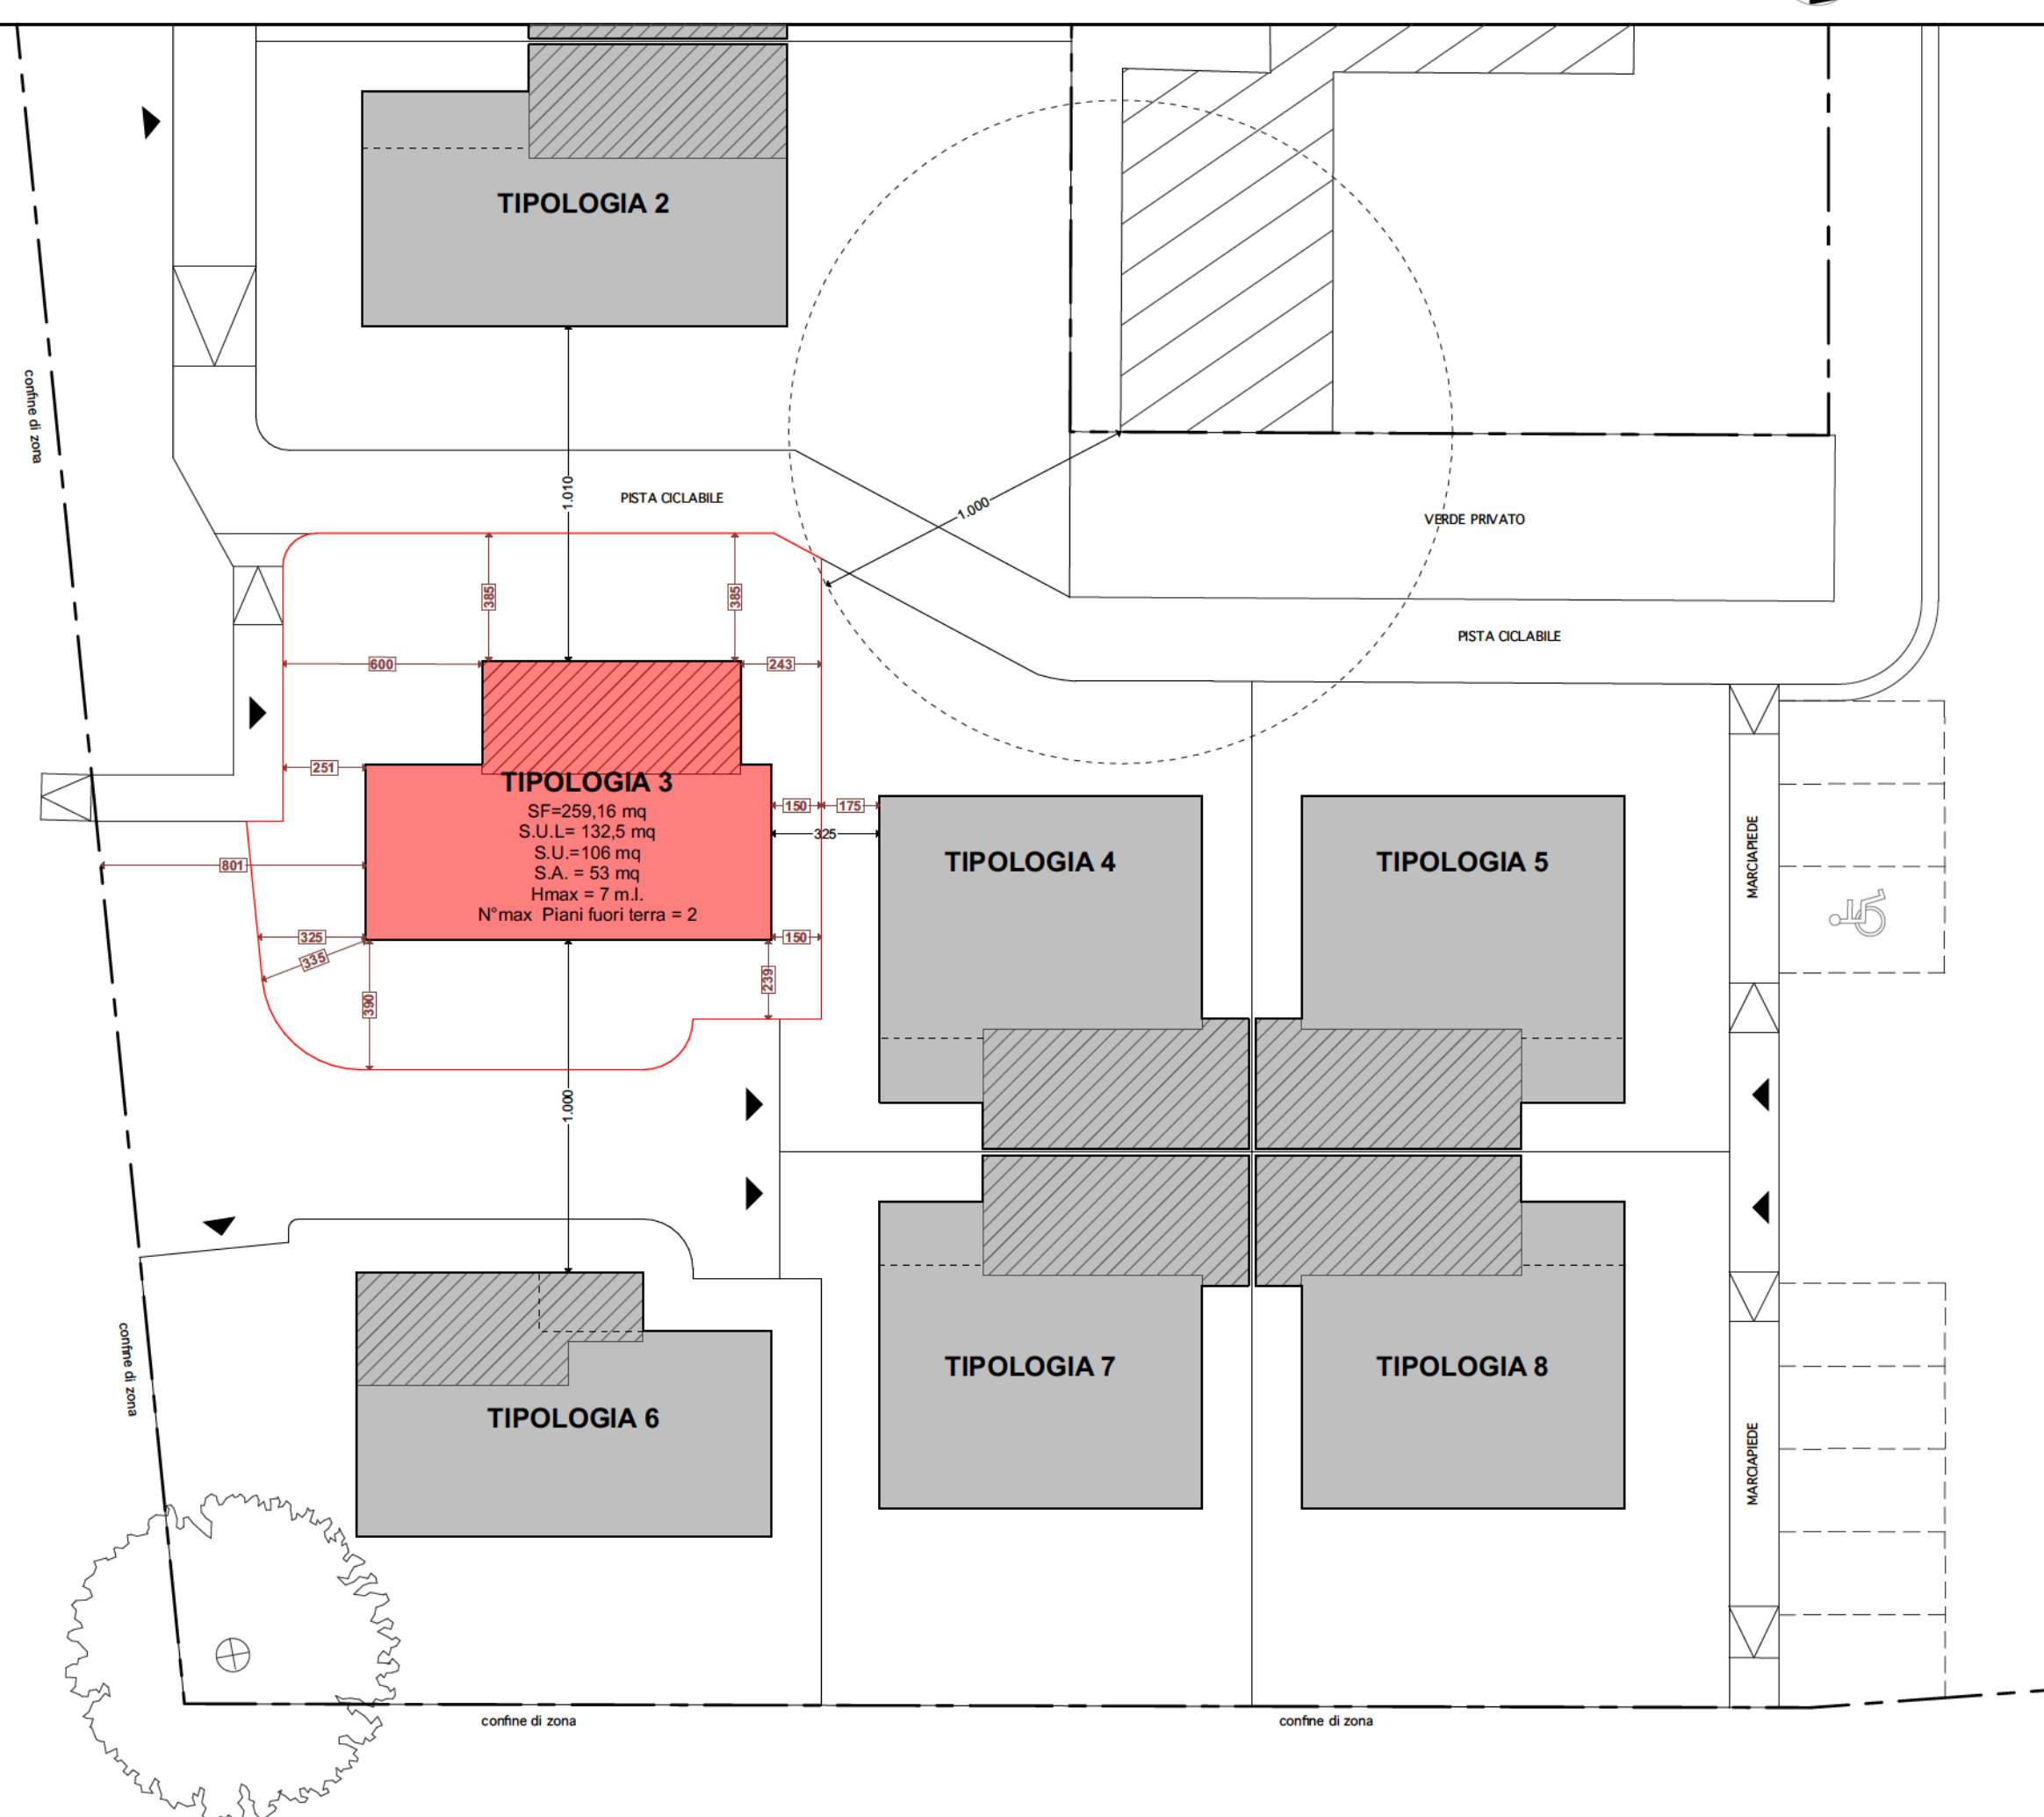 TIPOLOGIA 2
confine di zona
1.010
PISTA CICLABILE
1.000
VERDE PRIVATO
385
385
PISTA CICLABILE
600
243
251
TIPOLOGIA 3
SF=259,16 mq
S.U.L= 132,5 mq
S.U.=106 mq
S.A. = 53 mq
Hmax = 7 m.l.
N°max Piani fuori terra = 2
150
175
325
801
325
335
390
150
239
TIPOLOGIA 4
TIPOLOGIA 5
MARCIAPIEDE
1.000
confine di zona
TIPOLOGIA 6
TIPOLOGIA 7
TIPOLOGIA 8
MARCIAPIEDE
confine di zona
confine di zona